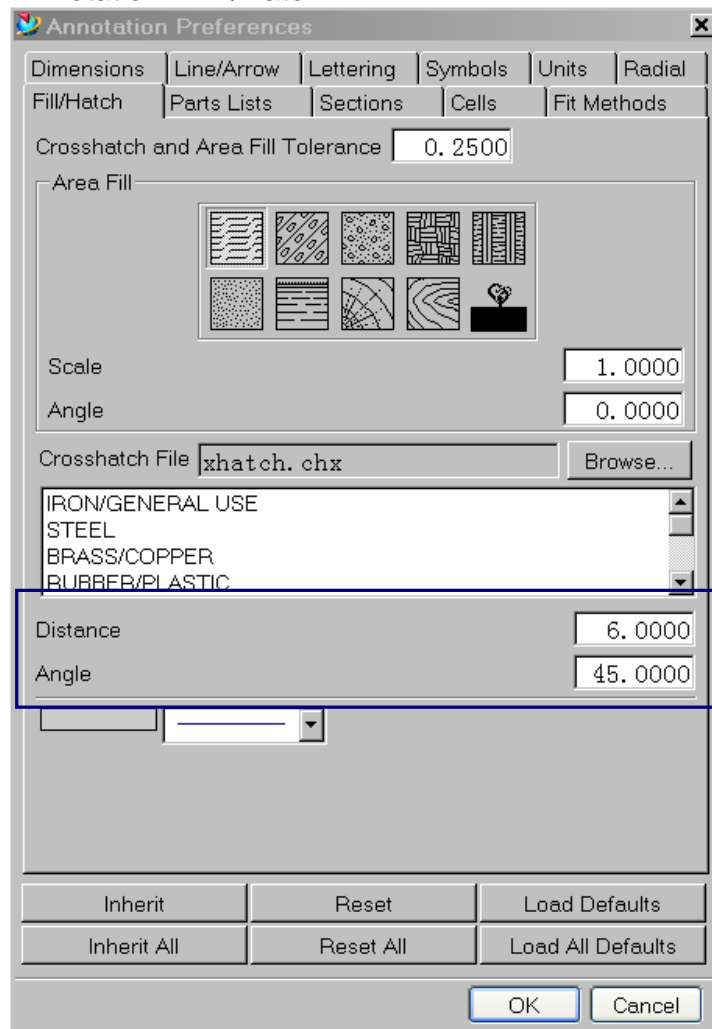 Annotation Preferences
Dimensions Line/Arrow Lettering Symbols Units Radial
Fill/Hatch Parts Lists Sections Cells Fit Methods
Crosshatch and Area Fill Tolerance 0.2500
Area Fill
Scale 1.0000
Angle 0.0000
Crosshatch File xhatch.chx Browse...
IRON/GENERAL USE
STEEL
BRASS/COPPER
RUBBER/PLASTIC
Distance 6.0000
Angle 45.0000
Inherit Reset Load Defaults
Inherit All Reset All Load All Defaults
OK Cancel